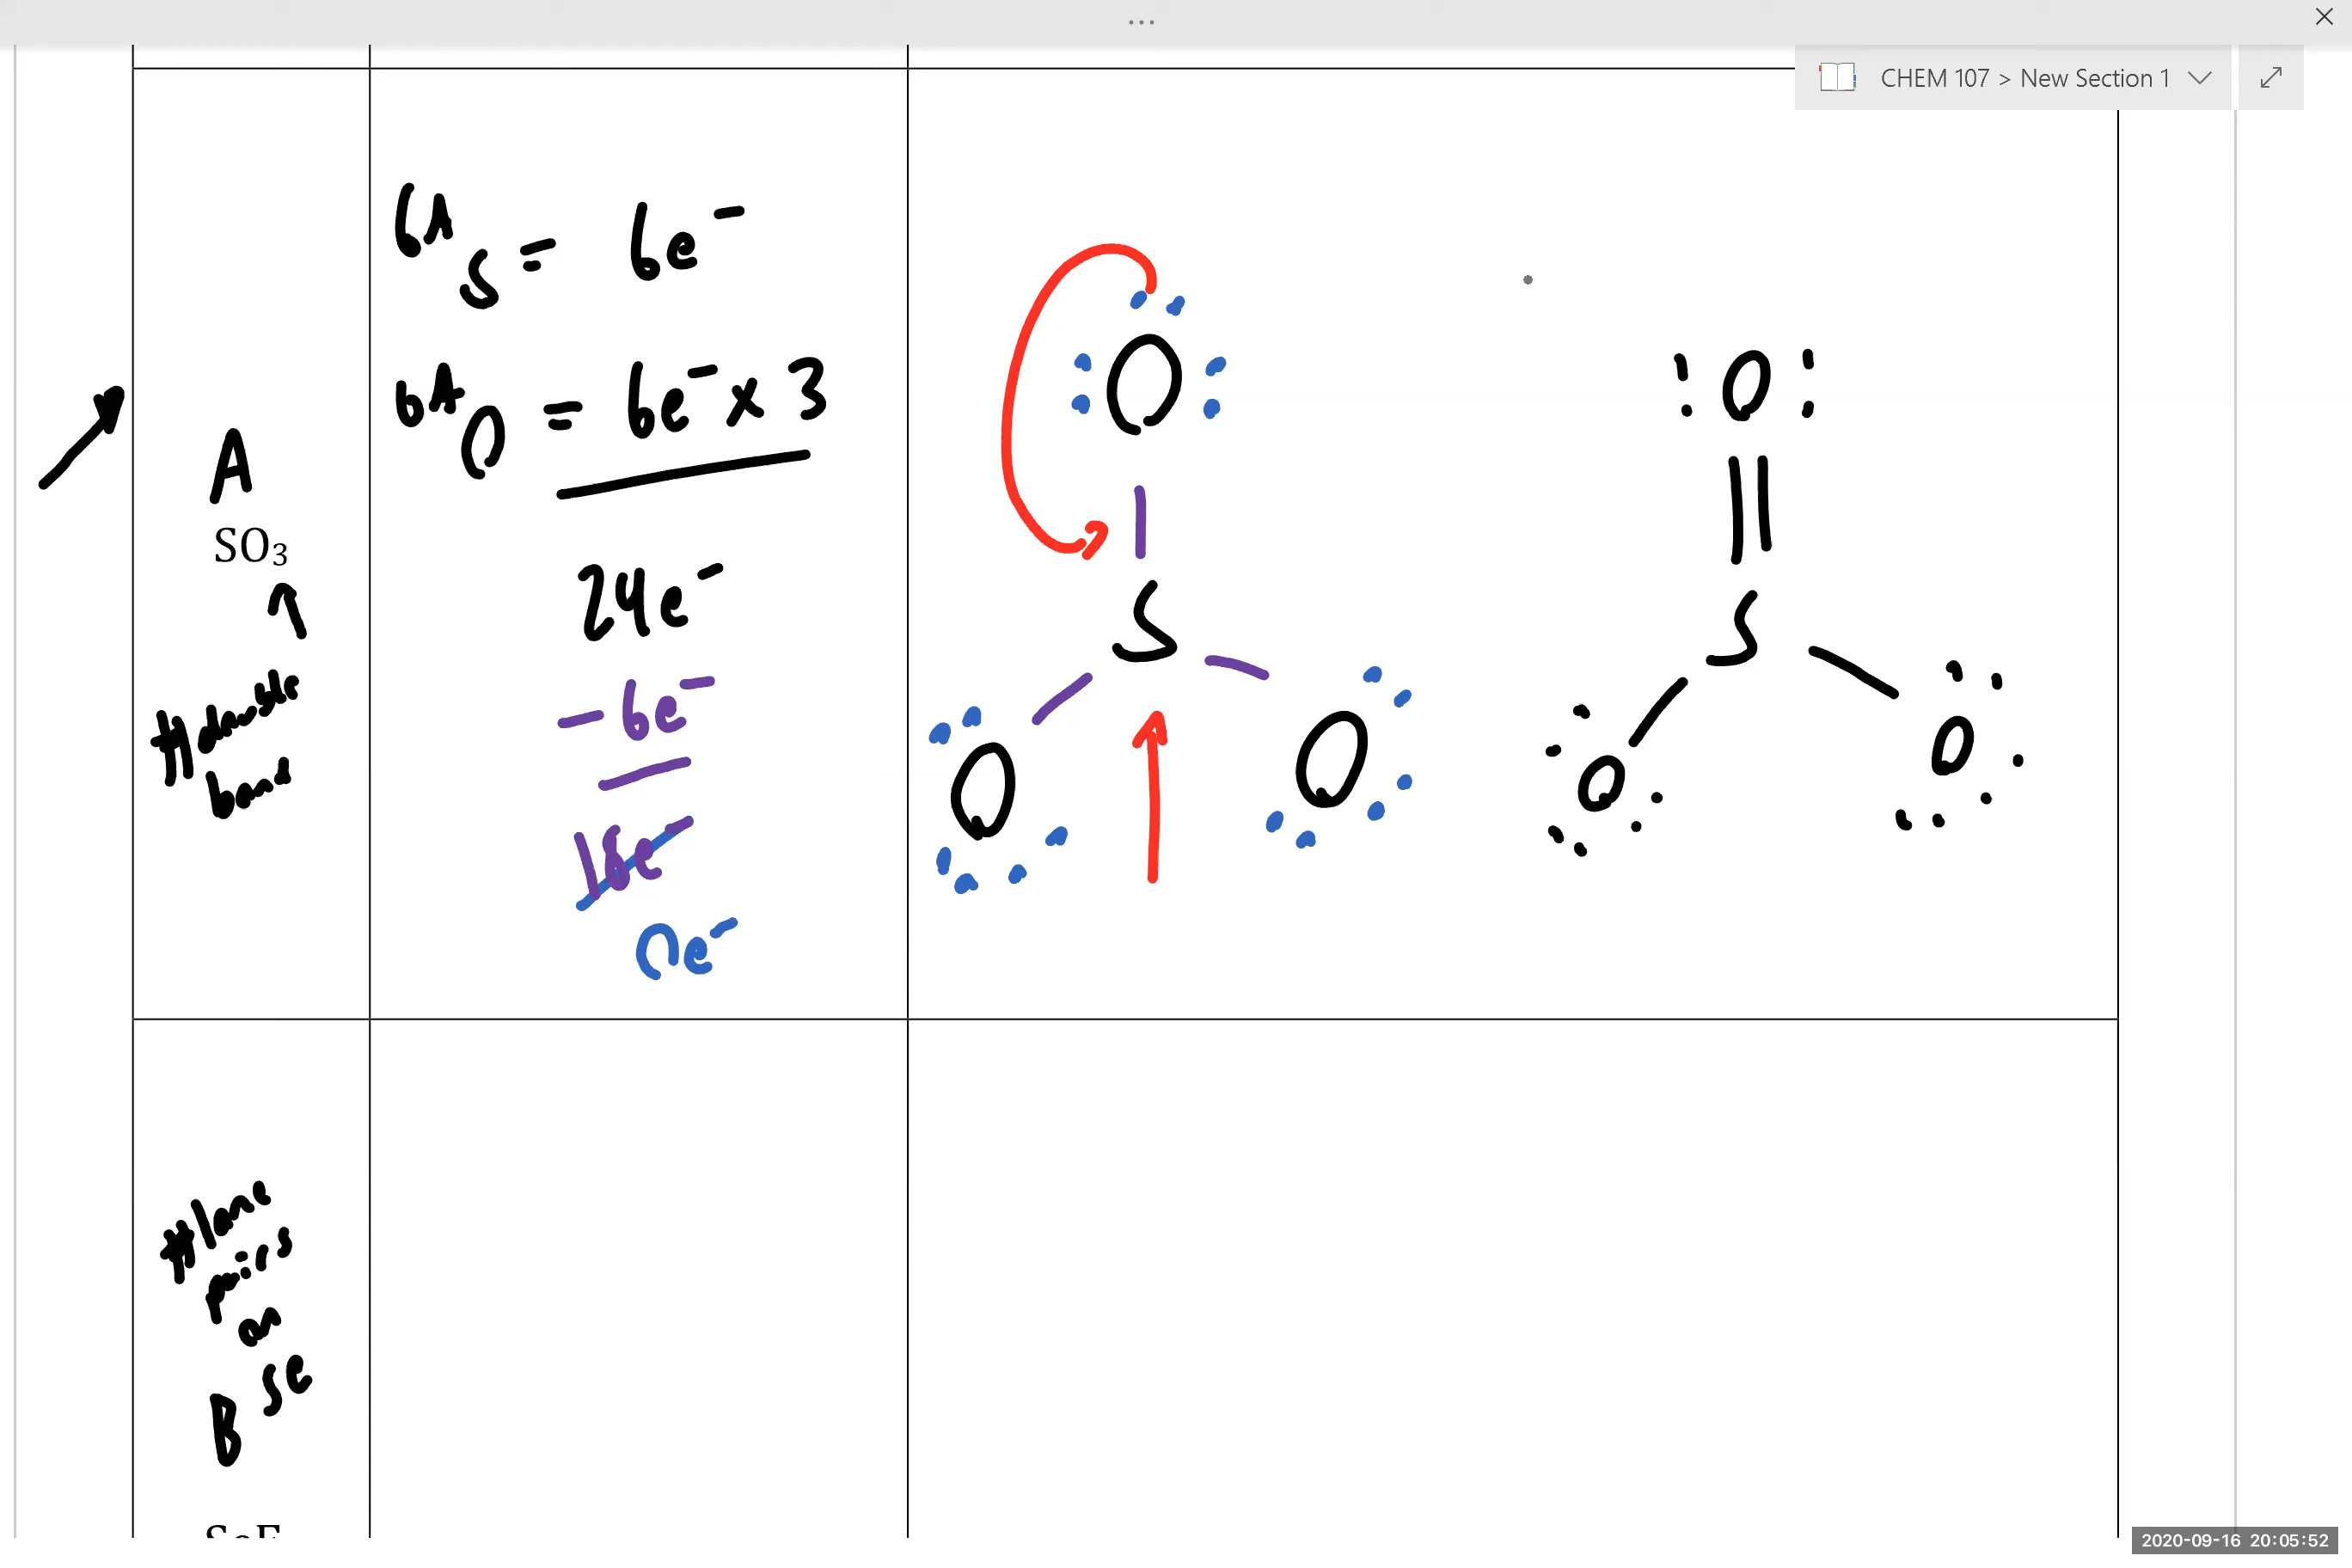 CHEM 107 > New Section 1
6A S = 6e⁻
6A O = 6e⁻ x 3
24e⁻
- 6e⁻
18e⁻
0e⁻
A
SO₃
# double
bond
O
S
O O
O
S
O O
# lone
pairs
on
Se
B
2020-09-16 20:05:52